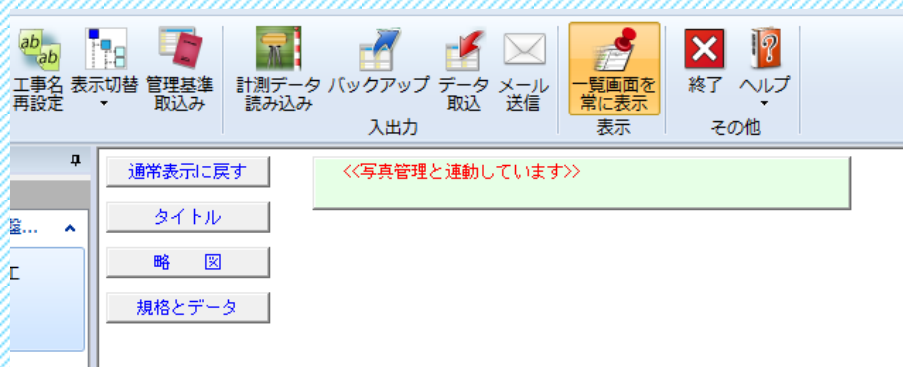 ab
ab
工事名
再設定
表示切替
管理基準
取込み
計測データ
読み込み
バックアップ
データ
取込
メール
送信
入出力
一覧画面を
常に表示
表示
終了
ヘルプ
その他
通常表示に戻す
<<写真管理と連動しています>>
タイトル
盤...
略　図
工
規格とデータ